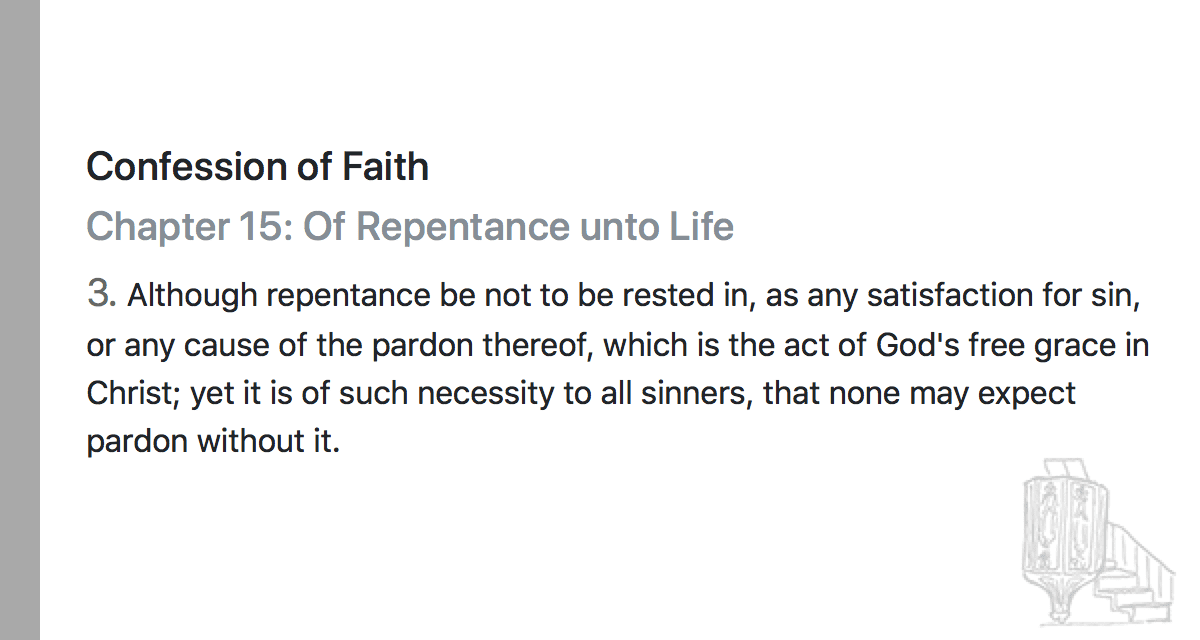 Confession of Faith
Chapter 15: Of Repentance unto Life
3. Although repentance be not to be rested in, as any satisfaction for sin,
or any cause of the pardon thereof, which is the act of God's free grace in
Christ; yet it is of such necessity to all sinners, that none may expect
pardon without it.